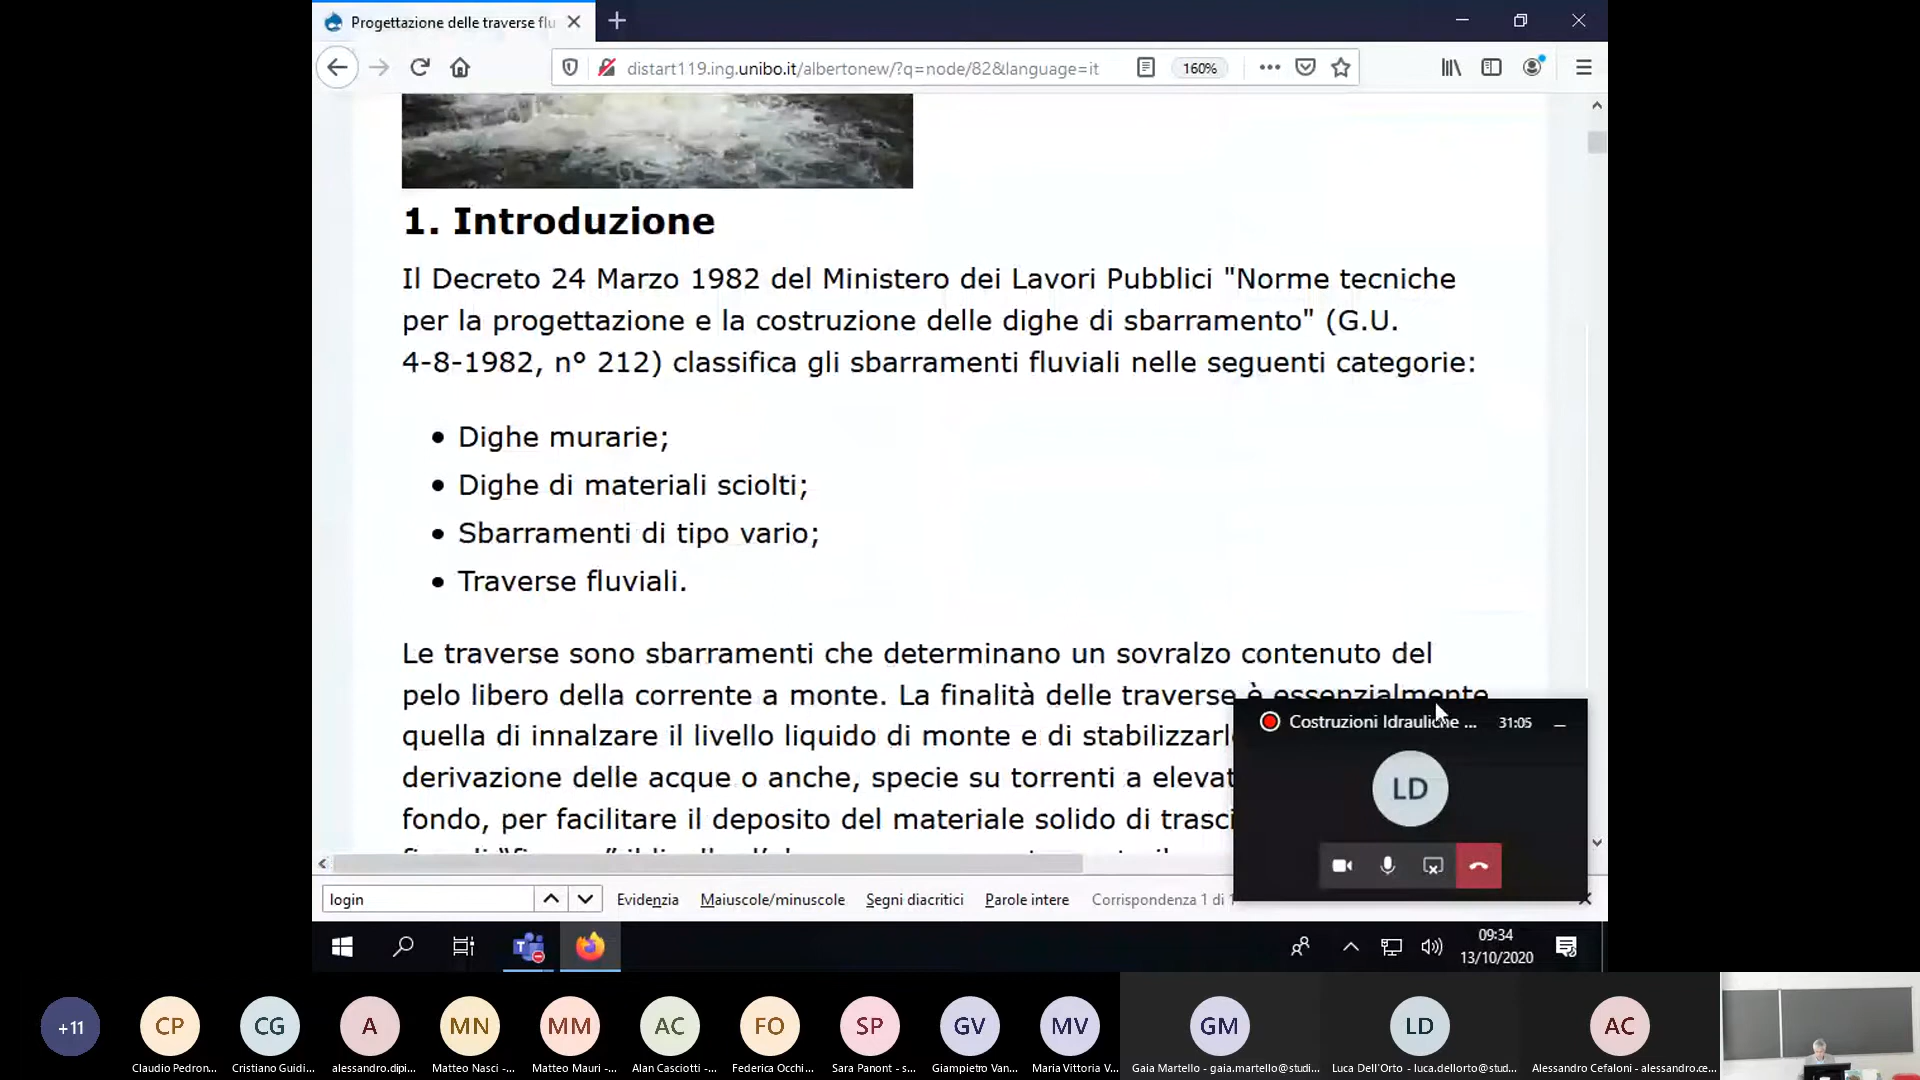 Progettazione delle traverse flu
distart119.ing.unibo.it/albertonew/?q=node/82&language=it
160%
1. Introduzione
Il Decreto 24 Marzo 1982 del Ministero dei Lavori Pubblici "Norme tecniche
per la progettazione e la costruzione delle dighe di sbarramento" (G.U.
4-8-1982, n° 212) classifica gli sbarramenti fluviali nelle seguenti categorie:
• Dighe murarie;
• Dighe di materiali sciolti;
• Sbarramenti di tipo vario;
• Traverse fluviali.
Le traverse sono sbarramenti che determinano un sovralzo contenuto del
pelo libero della corrente a monte. La finalità delle traverse è essenzialmente
quella di innalzare il livello liquido di monte e di stabilizzarl
derivazione delle acque o anche, specie su torrenti a elevat
fondo, per facilitare il deposito del materiale solido di trasci
Costruzioni Idrauliche ...
31:05
LD
login
Evidenzia
Maiuscole/minuscole
Segni diacritici
Parole intere
Corrispondenza 1 di 1
09:34
13/10/2020
+11
CP
CG
A
MN
MM
AC
FO
SP
GV
MV
GM
LD
AC
Claudio Pedron...
Cristiano Guidi...
alessandro.dipi...
Matteo Nasci -...
Matteo Mauri -...
Alan Casciotti -...
Federica Occhi...
Sara Panont - s...
Giampietro Van...
Maria Vittoria V...
Gaia Martello - gaia.martello@studi...
Luca Dell'Orto - luca.dellorto@stud...
Alessandro Cefaloni - alessandro.ce...